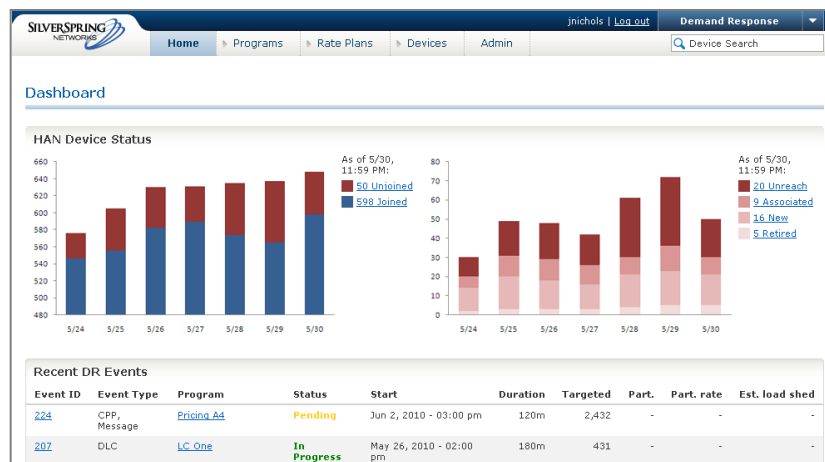 SILVERSPRING
NETWORKS
jnichols | Log out
Demand Response
Home
Programs
Rate Plans
Devices
Admin
Device Search
Dashboard
HAN Device Status
660
640
620
600
580
560
540
520
500
480
5/24
5/25
5/26
5/27
5/28
5/29
5/30
As of 5/30,
11:59 PM:
50 Unjoined
598 Joined
80
70
60
50
40
30
20
10
0
5/24
5/25
5/26
5/27
5/28
5/29
5/30
As of 5/30,
11:59 PM:
20 Unreach
9 Associated
16 New
5 Retired
Recent DR Events
Event ID Event Type Program Status Start Duration Targeted Part. Part. rate Est. load shed
224 CPP, Pricing A4 Pending Jun 2, 2010 - 03:00 pm 120m 2,432 - - -
Message
207 DLC LC One In May 26, 2010 - 02:00 180m 431 - - -
Progress pm